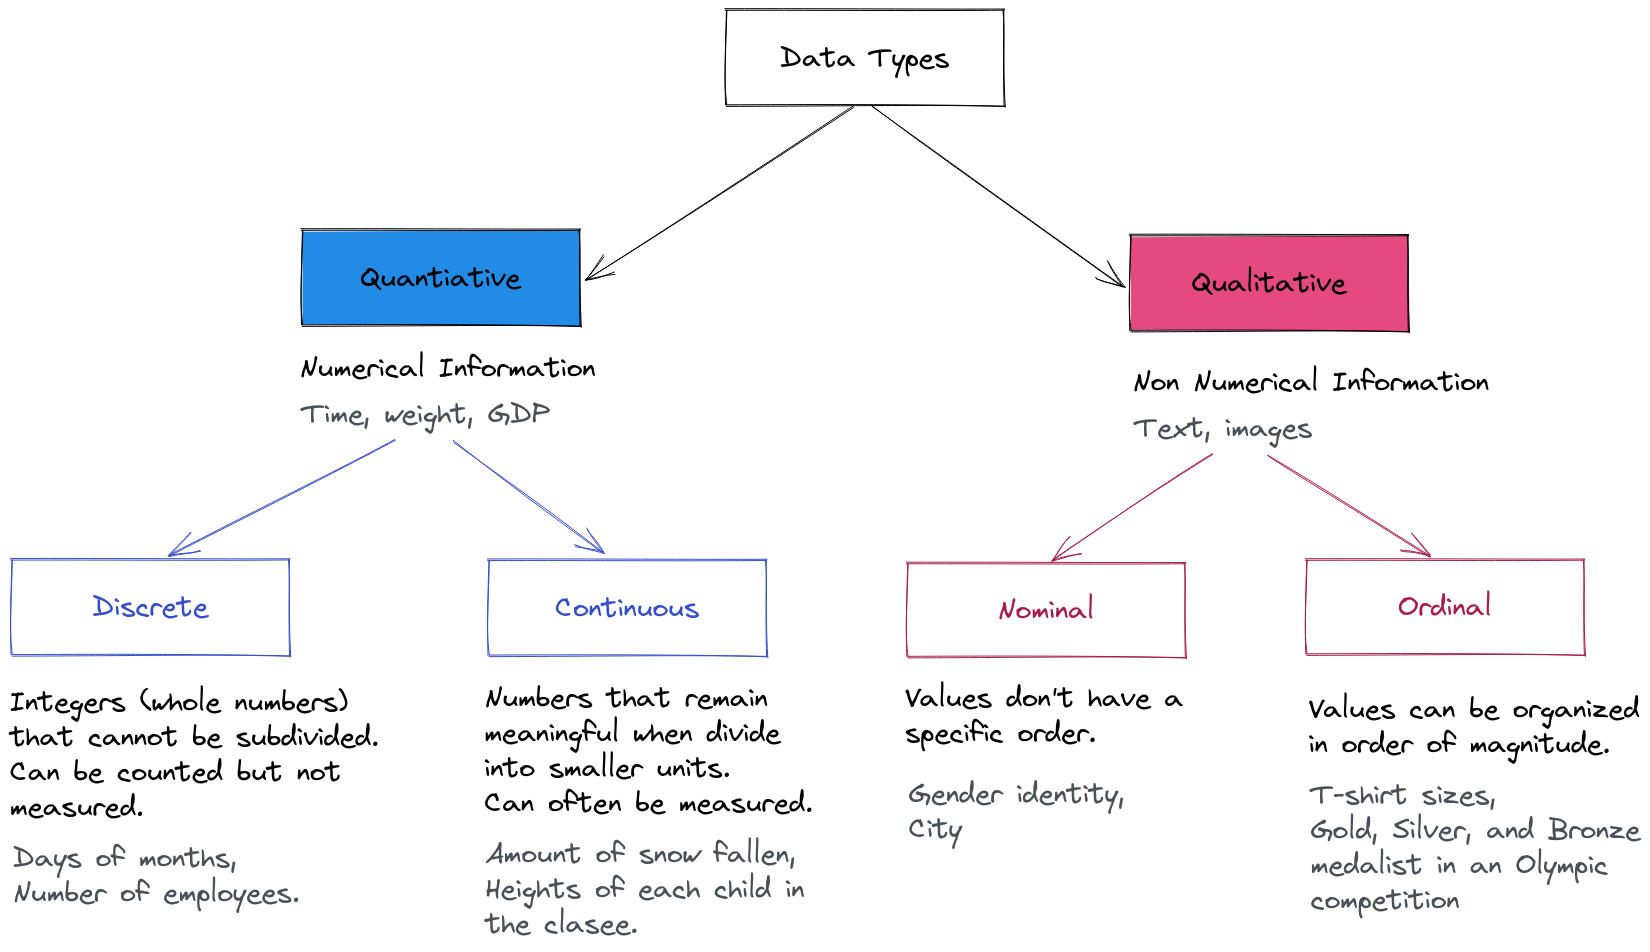 Data Types
Quantiative
Numerical Information
Time, weight, GDP
Qualitative
Non Numerical Information
Text, images
Discrete
Integers (whole numbers)
that cannot be subdivided.
Can be counted but not
measured.
Days of months,
Number of employees.
Continuous
Numbers that remain
meaningful when divide
into smaller units.
Can often be measured.
Amount of snow fallen,
Heights of each child in
the clasee.
Nominal
Values don't have a
specific order.
Gender identity,
City
Ordinal
Values can be organized
in order of magnitude.
T-shirt sizes,
Gold, Silver, and Bronze
medalist in an Olympic
competition